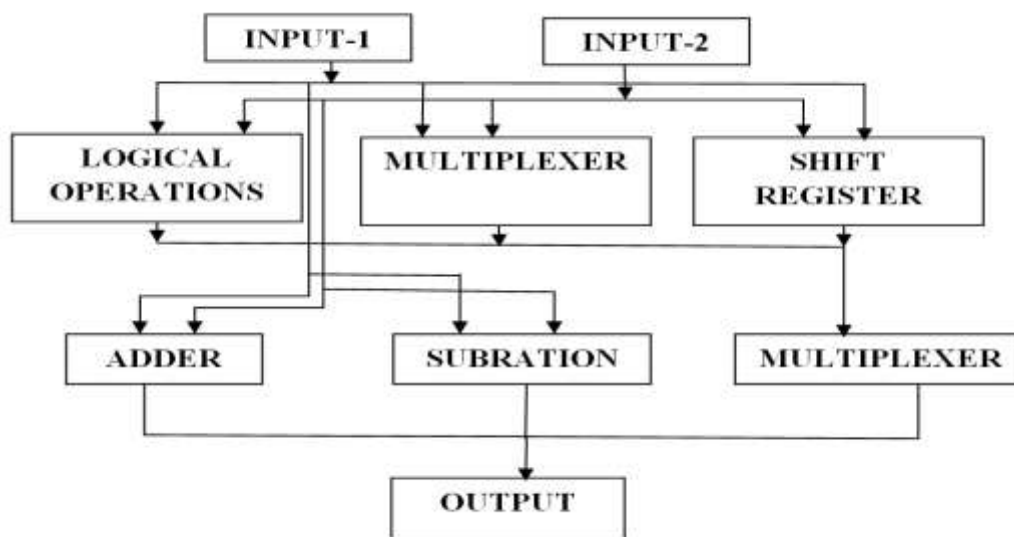 INPUT-1
INPUT-2
LOGICAL
OPERATIONS
MULTIPLEXER
SHIFT
REGISTER
ADDER
SUBRATION
MULTIPLEXER
OUTPUT